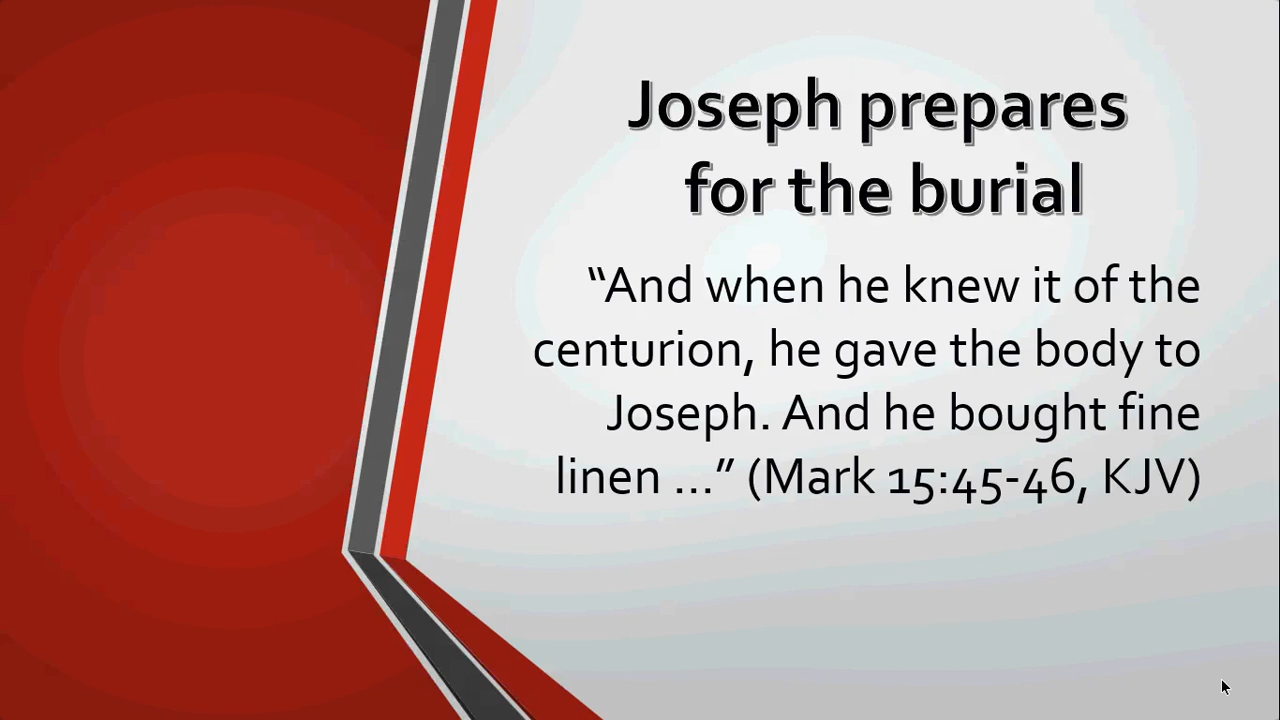 Joseph prepares
for the burial
“And when he knew it of the
centurion, he gave the body to
Joseph. And he bought fine
linen ...” (Mark 15:45-46, KJV)